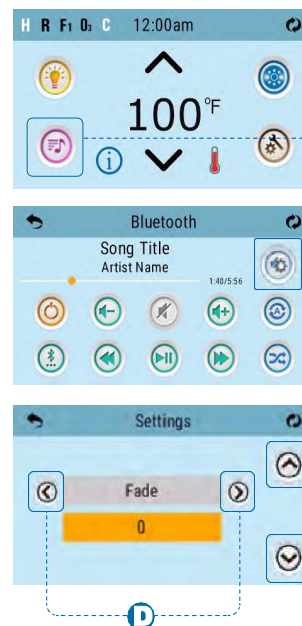 H R F1 O3 C 12:00am
100°F
i
Bluetooth
Song Title
Artist Name
1:40/5:56
A
Settings
Fade
0
D